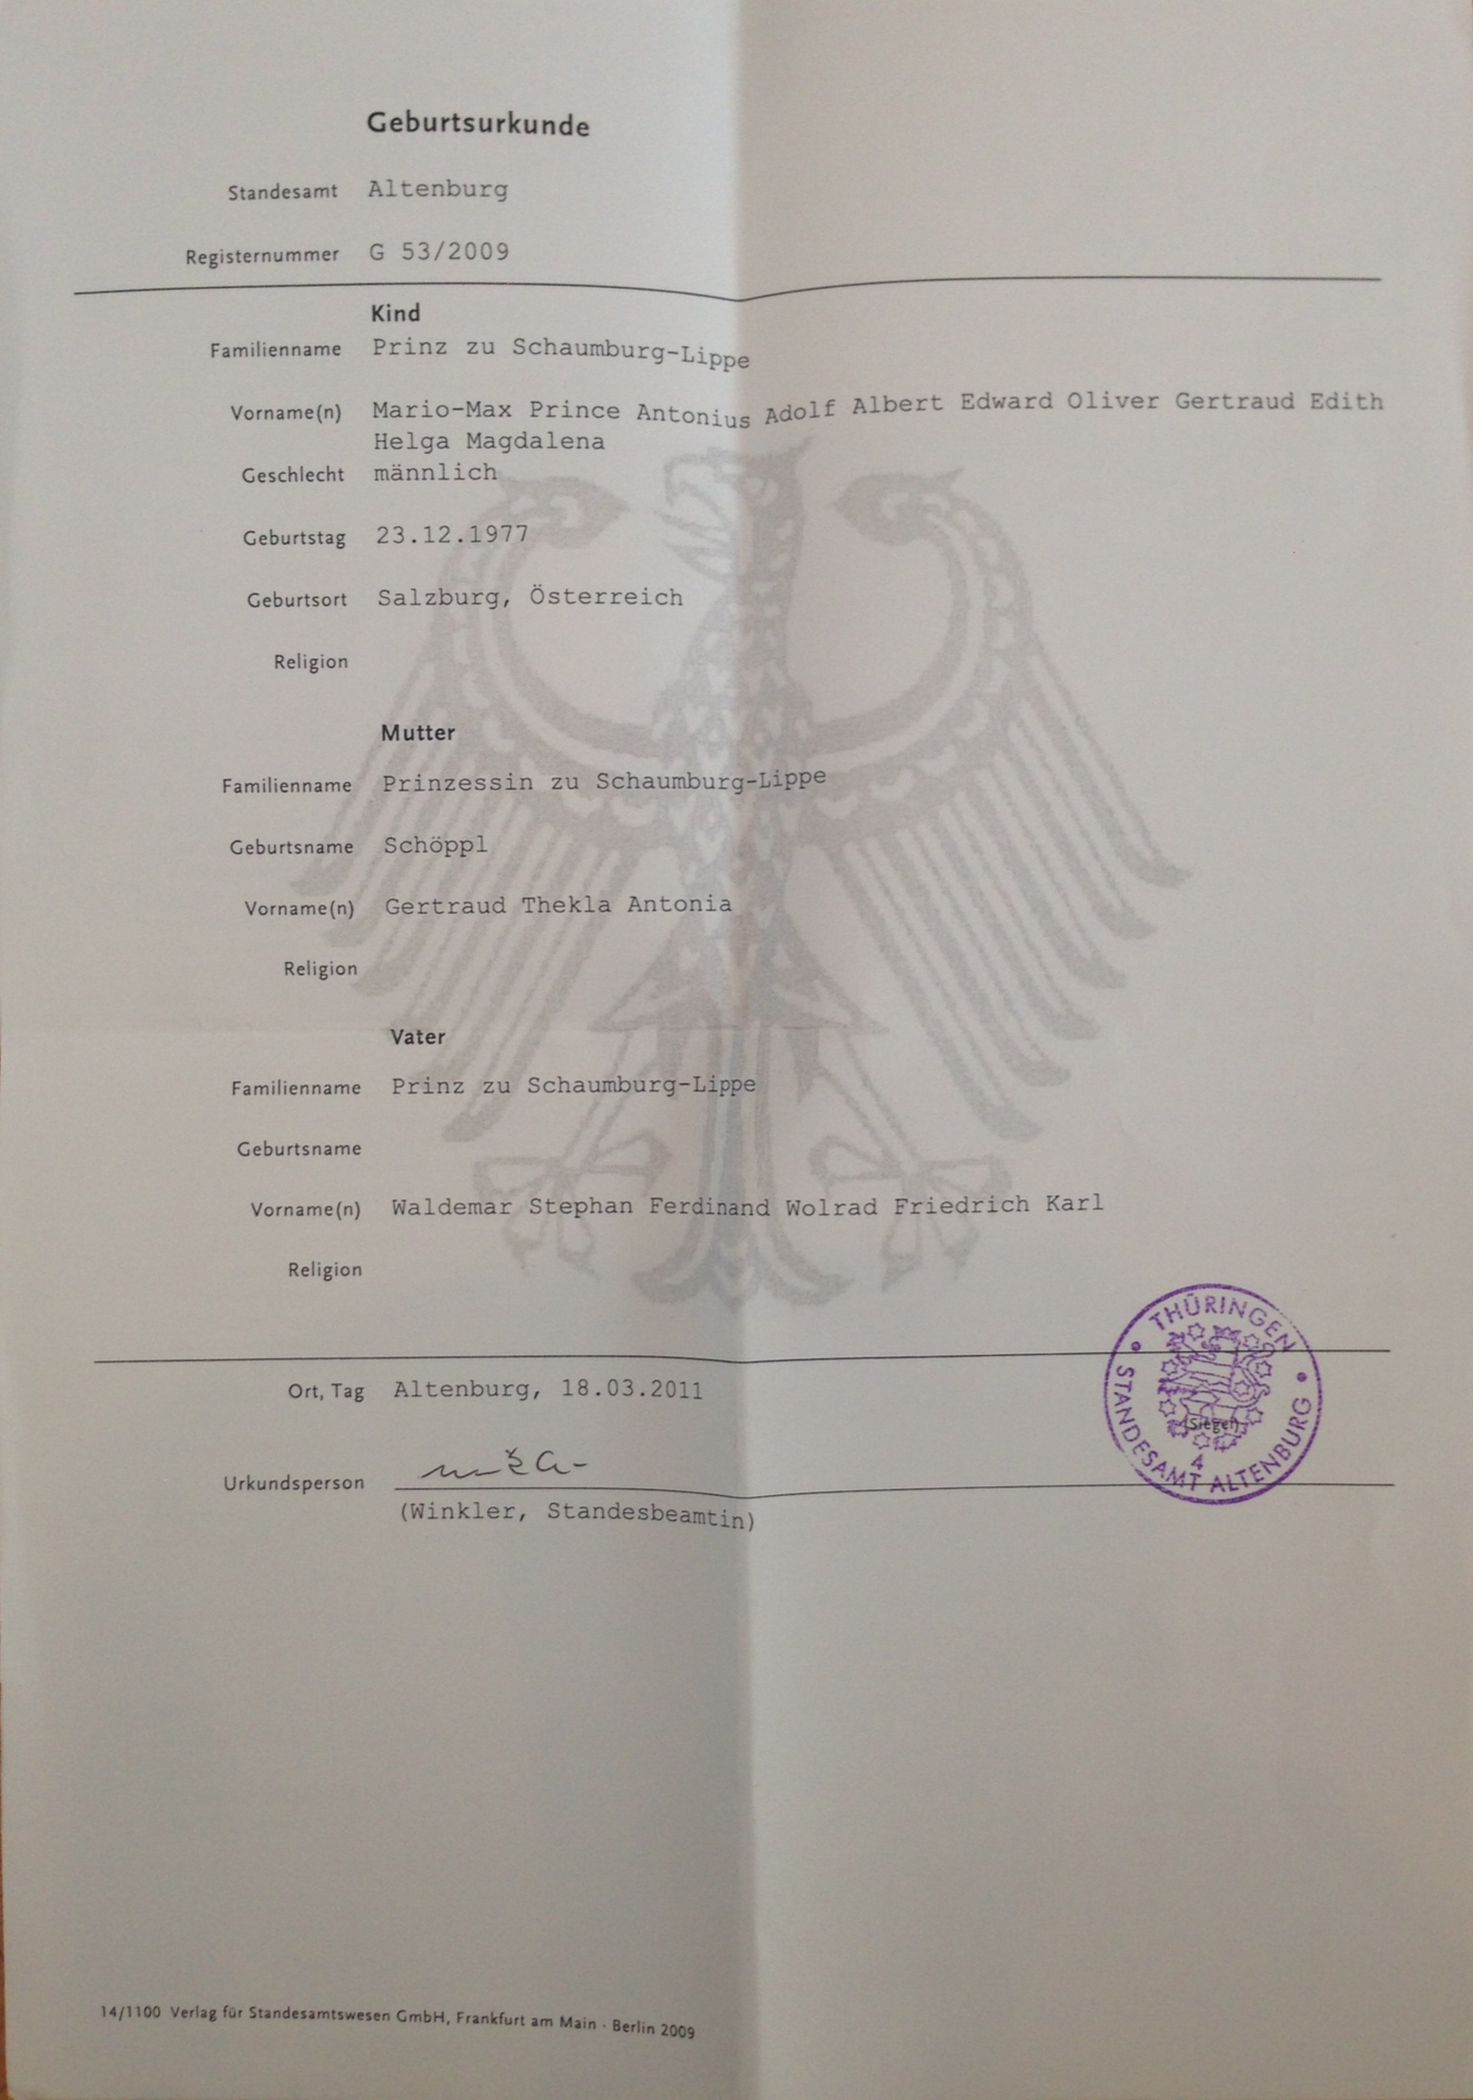 Geburtsurkunde
Standesamt Altenburg
Registernummer G 53/2009
Kind
Familienname Prinz zu Schaumburg-Lippe
Vorname(n) Mario-Max Prince Antonius Adolf Albert Edward Oliver Gertraud Edith
Helga Magdalena
Geschlecht männlich
Geburtstag 23.12.1977
Geburtsort Salzburg, Österreich
Religion
Mutter
Familienname Prinzessin zu Schaumburg-Lippe
Geburtsname Schöppl
Vorname(n) Gertraud Thekla Antonia
Religion
Vater
Familienname Prinz zu Schaumburg-Lippe
Geburtsname
Vorname(n) Waldemar Stephan Ferdinand Wolrad Friedrich Karl
Religion
THÜRINGEN
STANDESAMT ALTENBURG
4
(Siegel)
Ort, Tag Altenburg, 18.03.2011
Urkundsperson
(Winkler, Standesbeamtin)
14/1100 Verlag für Standesamtswesen GmbH, Frankfurt am Main · Berlin 2009